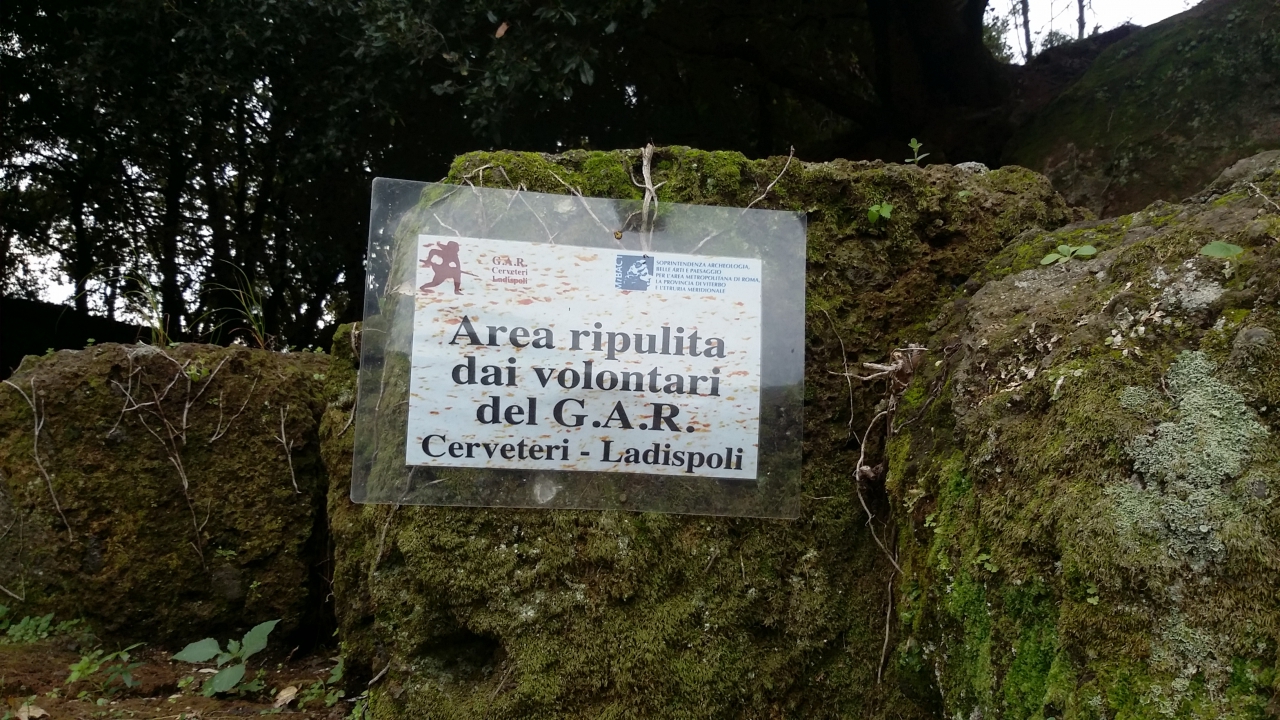 G.A.R.
Cerveteri
Ladispoli
MIBACT
SOPRINTENDENZA ARCHEOLOGIA,
BELLE ARTI E PAESAGGIO
PER L'AREA METROPOLITANA DI ROMA,
LA PROVINCIA DI VITERBO
E L'ETRURIA MERIDIONALE
Area ripulita
dai volontari
del G.A.R.
Cerveteri - Ladispoli